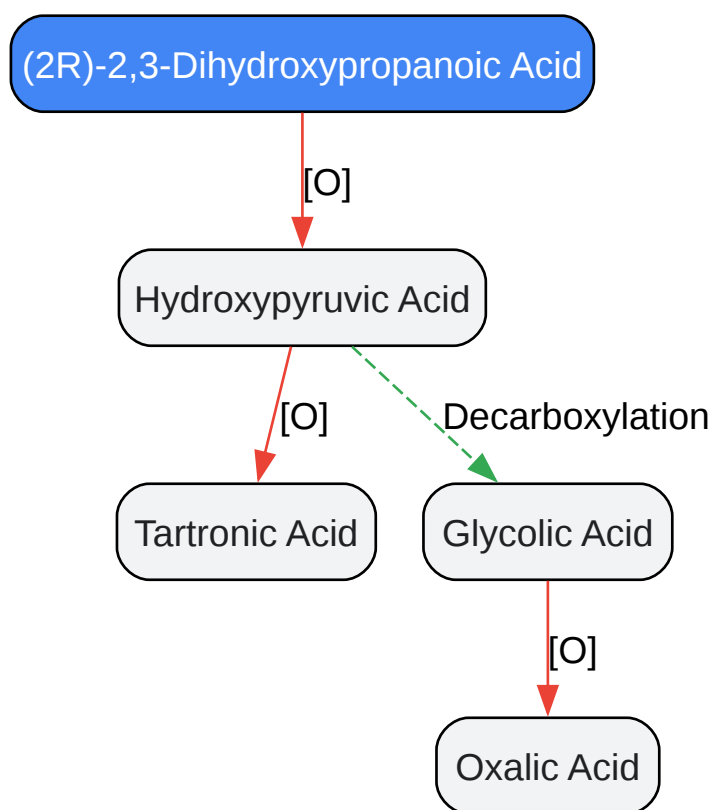 (2R)-2,3-Dihydroxypropanoic Acid
[O]
Hydroxypyruvic Acid
[O]
Decarboxylation
Tartronic Acid
Glycolic Acid
[O]
Oxalic Acid